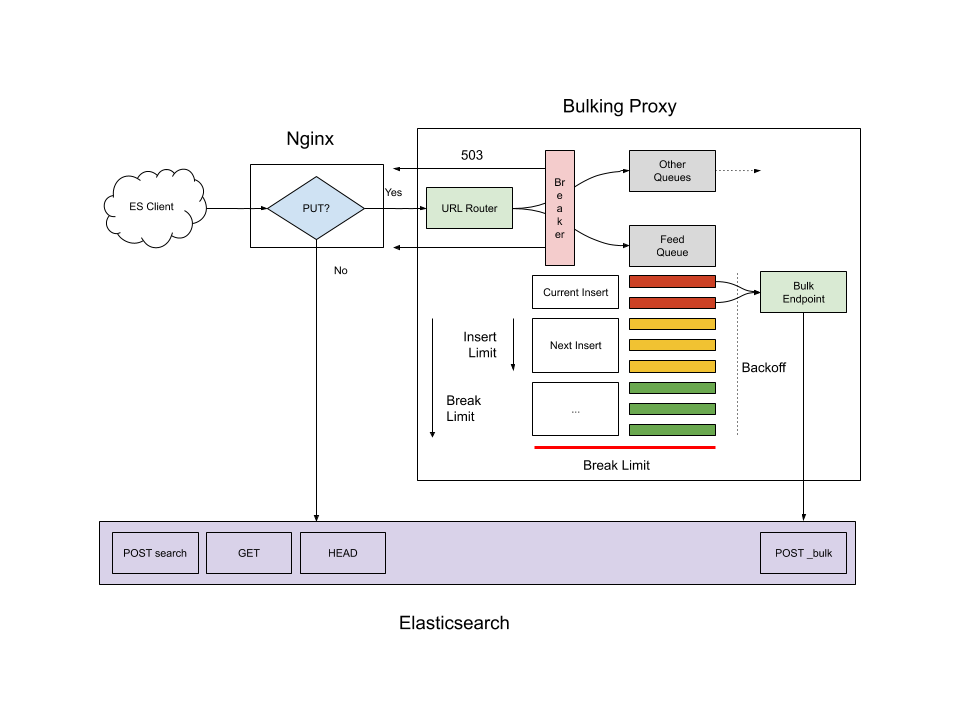 Bulking Proxy
Nginx
503
Other
Queues
Br
e
a
k
er
ES Client
PUT?
Yes
URL Router
Feed
Queue
No
Current Insert
Bulk
Endpoint
Insert
Limit
Next Insert
Backoff
Break
Limit
...
Break Limit
POST search
GET
HEAD
POST _bulk
Elasticsearch